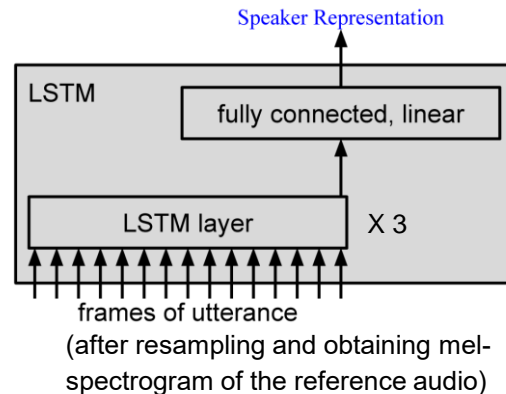 Speaker Representation
LSTM
fully connected, linear
LSTM layer
X 3
frames of utterance
(after resampling and obtaining mel-
spectrogram of the reference audio)